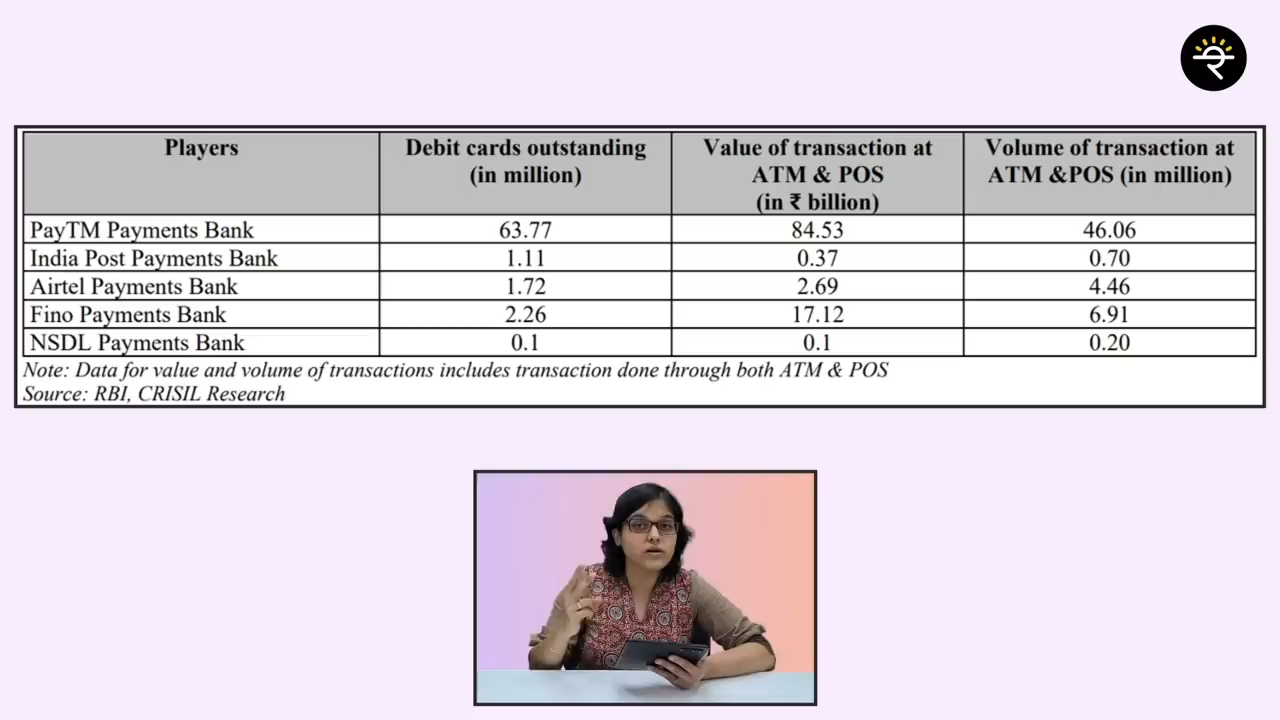 Players Debit cards outstanding (in million) Value of transaction at ATM & POS (in ₹ billion) Volume of transaction at ATM &POS (in million)
PayTM Payments Bank 63.77 84.53 46.06
India Post Payments Bank 1.11 0.37 0.70
Airtel Payments Bank 1.72 2.69 4.46
Fino Payments Bank 2.26 17.12 6.91
NSDL Payments Bank 0.1 0.1 0.20
Note: Data for value and volume of transactions includes transaction done through both ATM & POS
Source: RBI, CRISIL Research